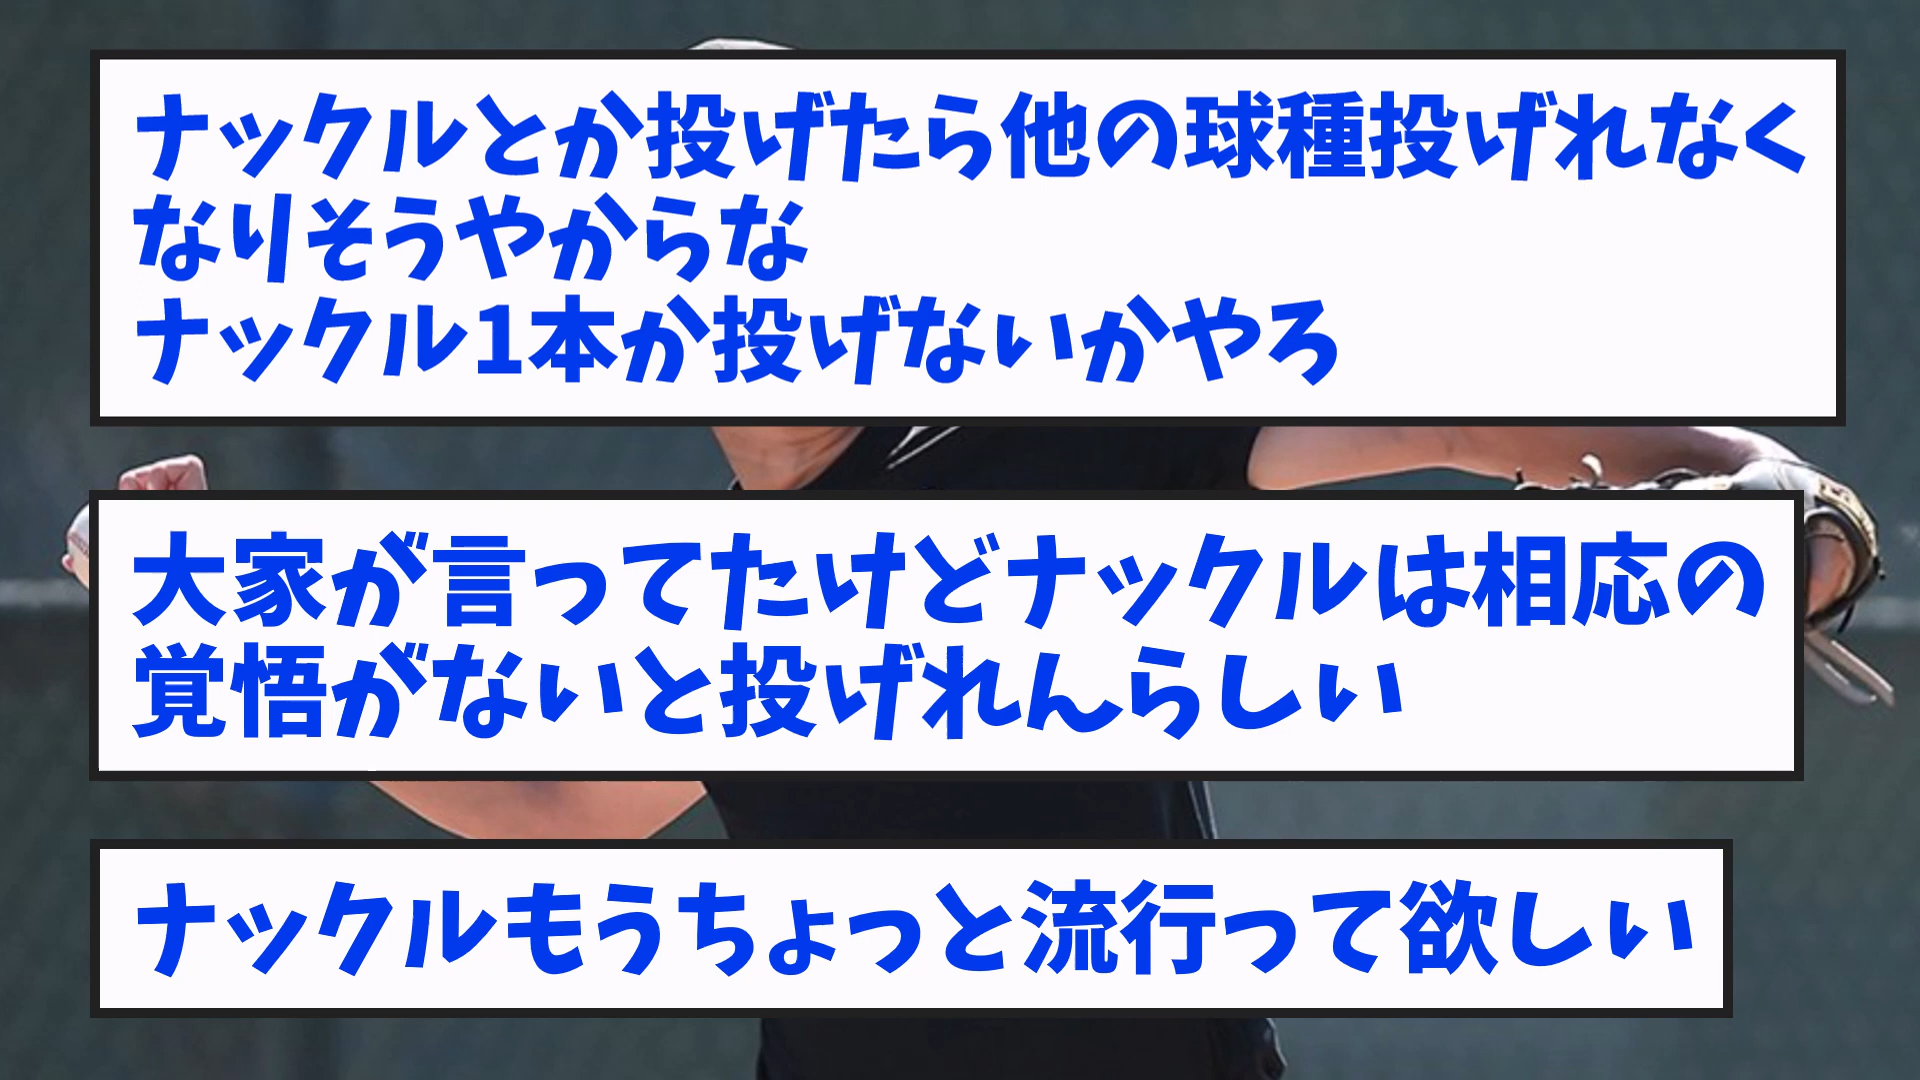 ナックルとか投げたら他の球種投げれなく
なりそうやからな
ナックル1本か投げないかやろ
大家が言ってたけどナックルは相応の
覚悟がないと投げれんらしい
ナックルもうちょっと流行って欲しい